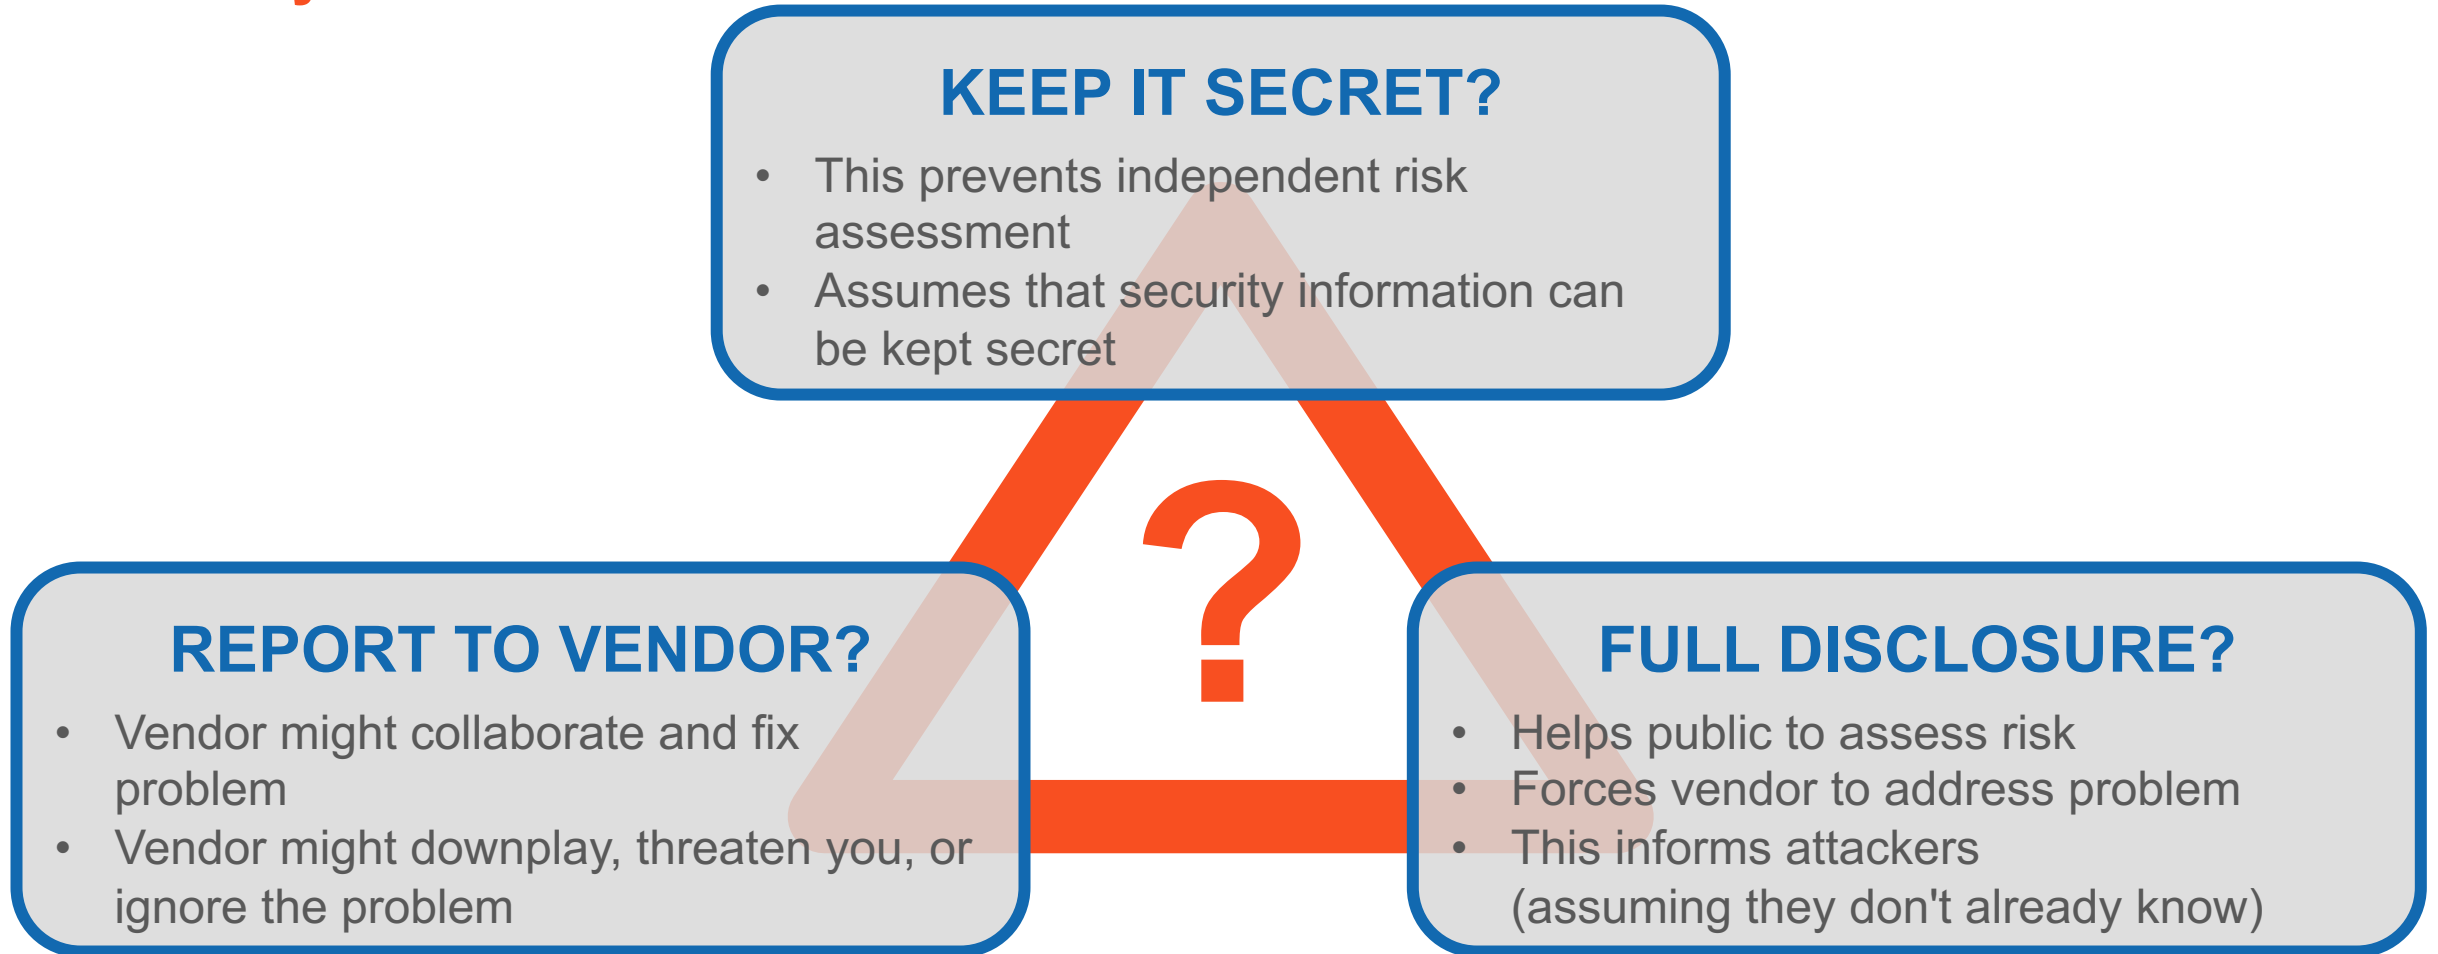 KEEP IT SECRET?
• This prevents independent risk
assessment
• Assumes that security information can
be kept secret
?
REPORT TO VENDOR?
• Vendor might collaborate and fix
problem
• Vendor might downplay, threaten you, or
ignore the problem
FULL DISCLOSURE?
• Helps public to assess risk
• Forces vendor to address problem
• This informs attackers
(assuming they don't already know)